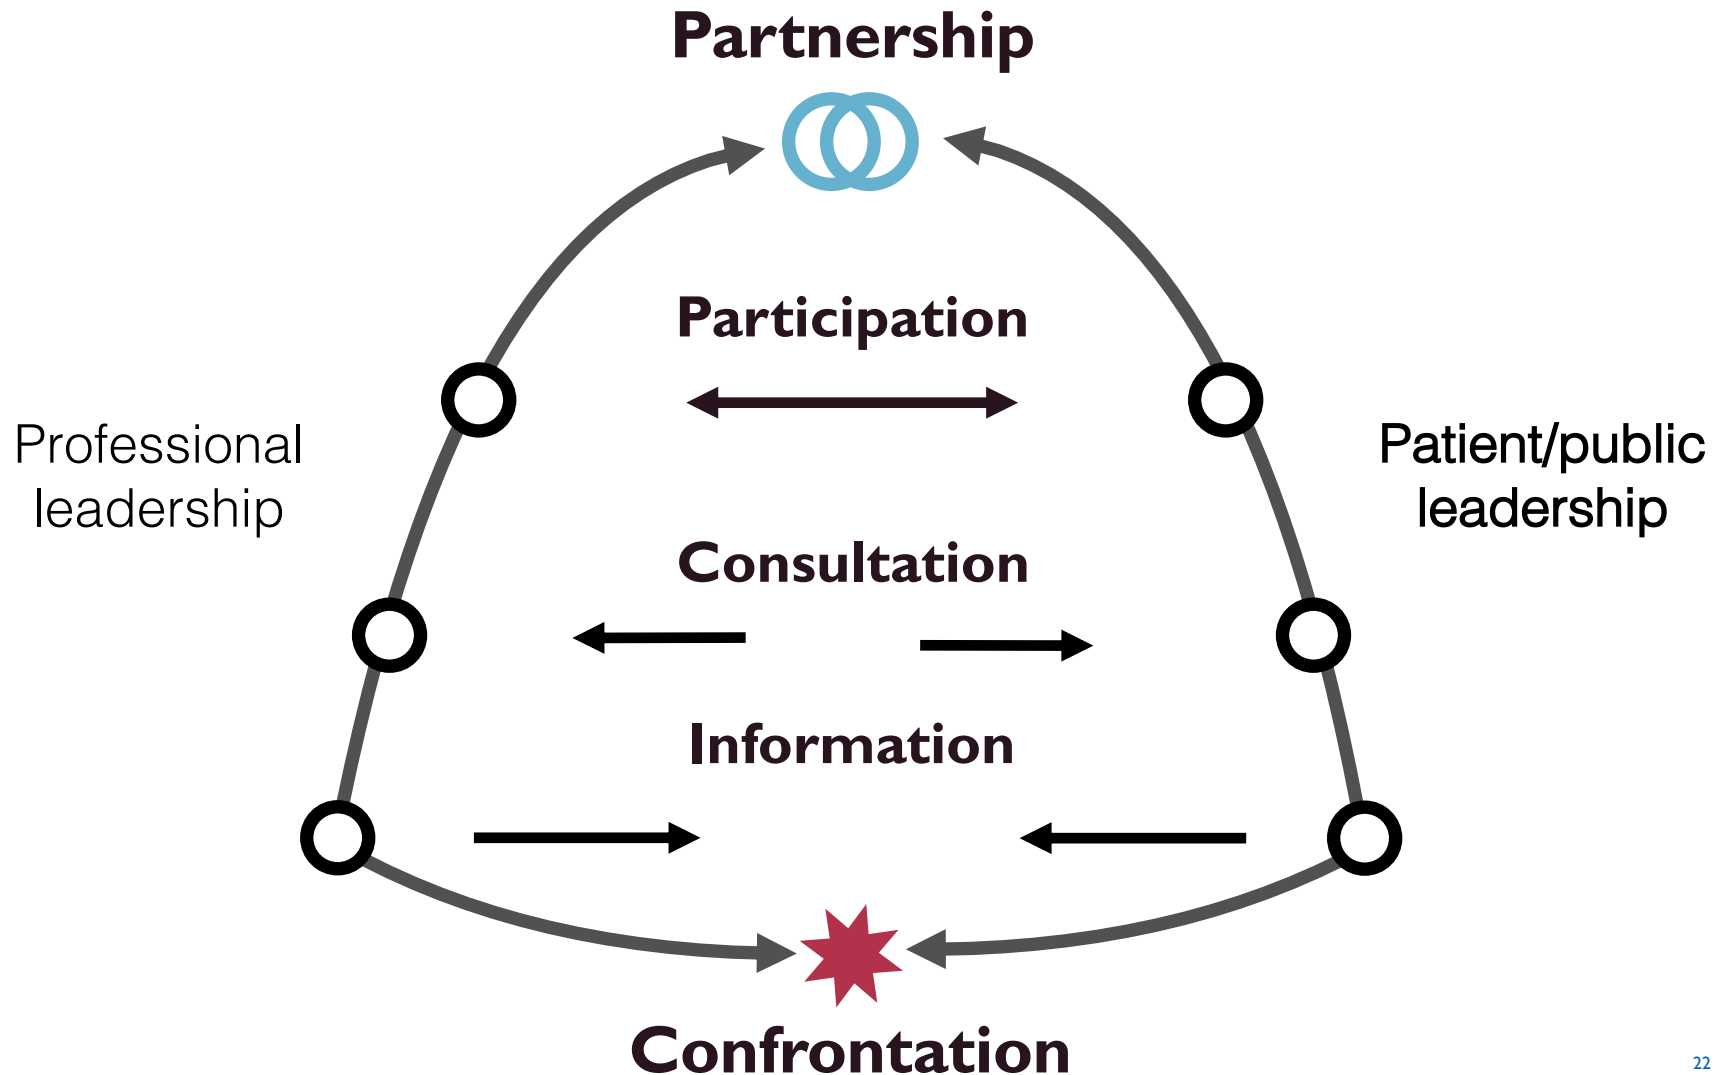 Partnership
Participation
Professional
leadership
Patient/public
leadership
Consultation
Information
Confrontation
22